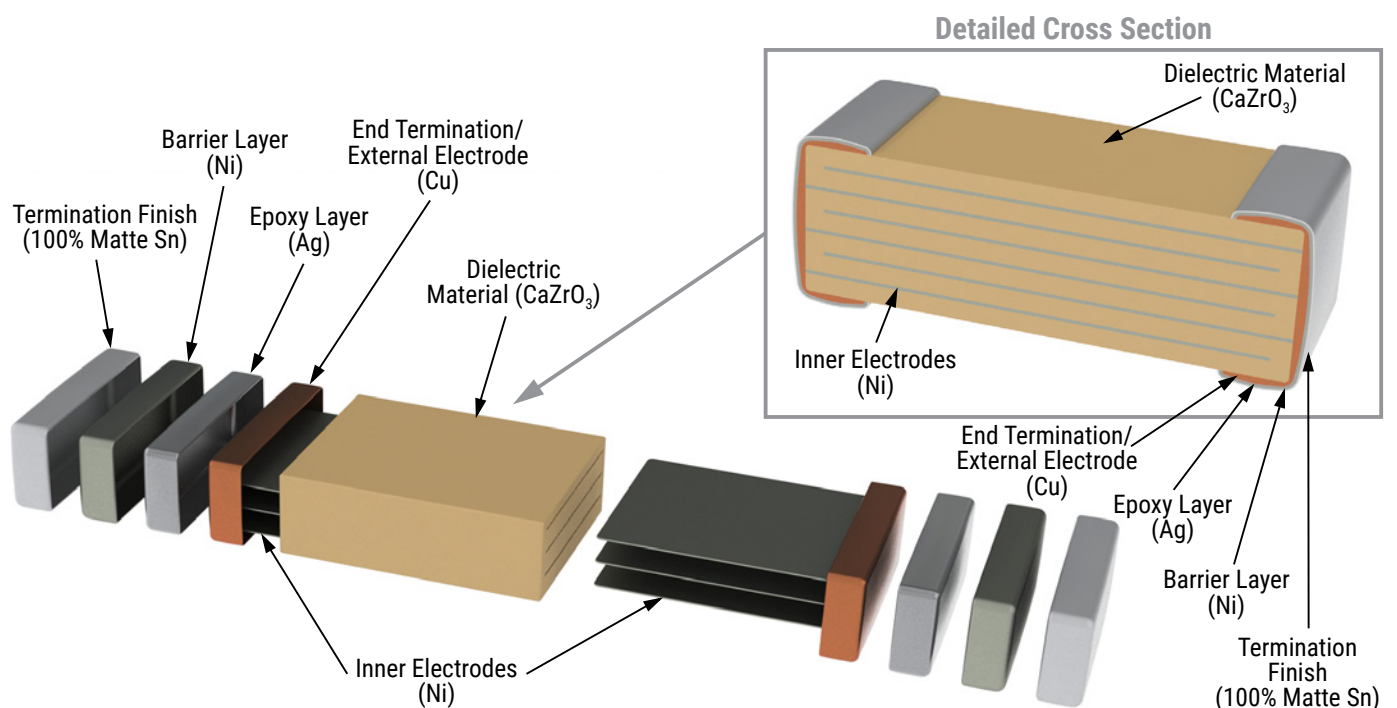 Detailed Cross Section
Dielectric Material
(CaZrO₃)
Inner Electrodes
(Ni)
End Termination/
External Electrode
(Cu)
Epoxy Layer
(Ag)
Barrier Layer
(Ni)
Termination
Finish
(100% Matte Sn)
Termination Finish
(100% Matte Sn)
Barrier Layer
(Ni)
Epoxy Layer
(Ag)
End Termination/
External Electrode
(Cu)
Dielectric
Material (CaZrO₃)
Inner Electrodes
(Ni)